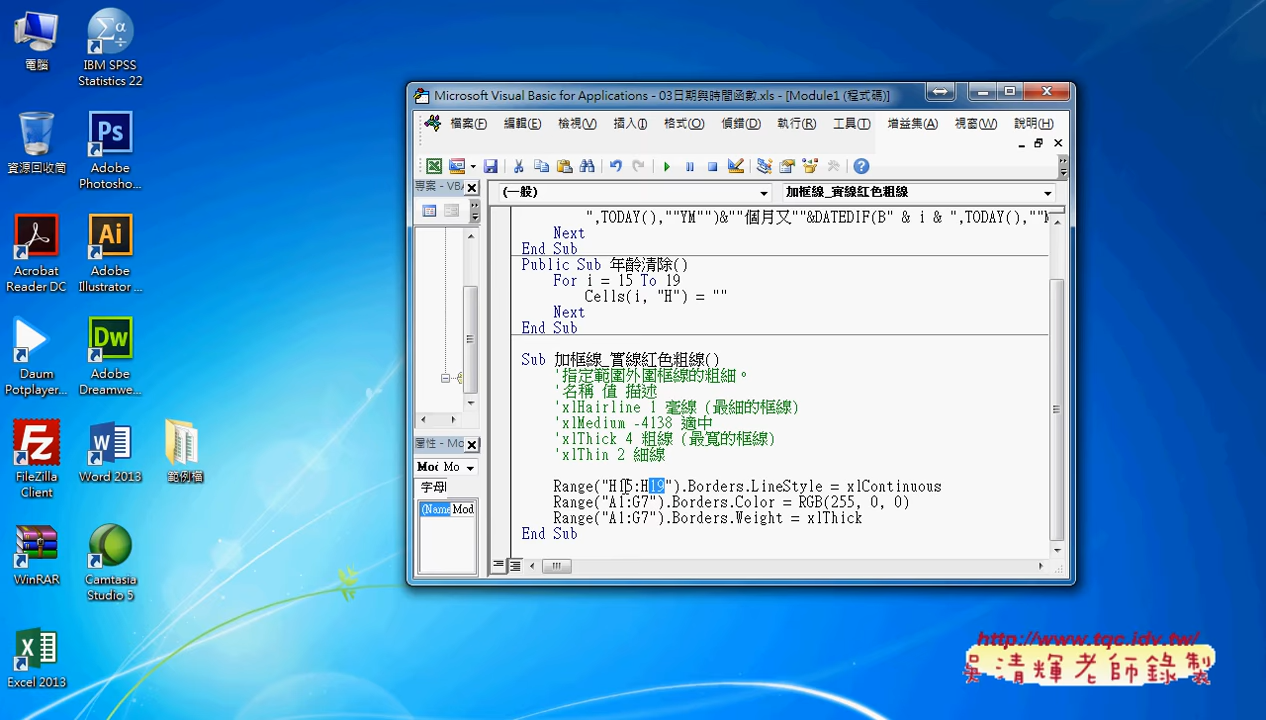 電腦
IBM SPSS
Statistics 22
資源回收筒
Adobe
Photosho...
Acrobat
Reader DC
Adobe
Illustrator ...
Daum
Potplayer...
Adobe
Dreamwe...
FileZilla
Client
Word 2013
範例檔
WinRAR
Camtasia
Studio 5
Excel 2013
Microsoft Visual Basic for Applications - 03日期與時間函數.xls - [Module1 (程式碼)]
檔案(F) 編輯(E) 檢視(V) 插入(I) 格式(O) 偵錯(D) 執行(R) 工具(T) 增益集(A) 視窗(W) 說明(H)
專案 - VBA
(一般)
加框線_實線紅色粗線
",TODAY(),""YM"")&""個月又""&DATEDIF(B" & i & ",TODAY(),""M
Next
End Sub
Public Sub 年齡清除()
For i = 15 To 19
Cells(i, "H") = ""
Next
End Sub
Sub 加框線_實線紅色粗線()
'指定範圍外圍框線的粗細。
'名稱 值 描述
'xlHairline 1 毫線 (最細的框線)
'xlMedium -4138 適中
'xlThick 4 粗線 (最寬的框線)
'xlThin 2 細線
Range("H15:H19").Borders.LineStyle = xlContinuous
Range("A1:G7").Borders.Color = RGB(255, 0, 0)
Range("A1:G7").Borders.Weight = xlThick
End Sub
屬性 - Mo
Mo Mo
字母
(Name Mod
http://www.tqc.idv.tw/
吳清輝老師錄製